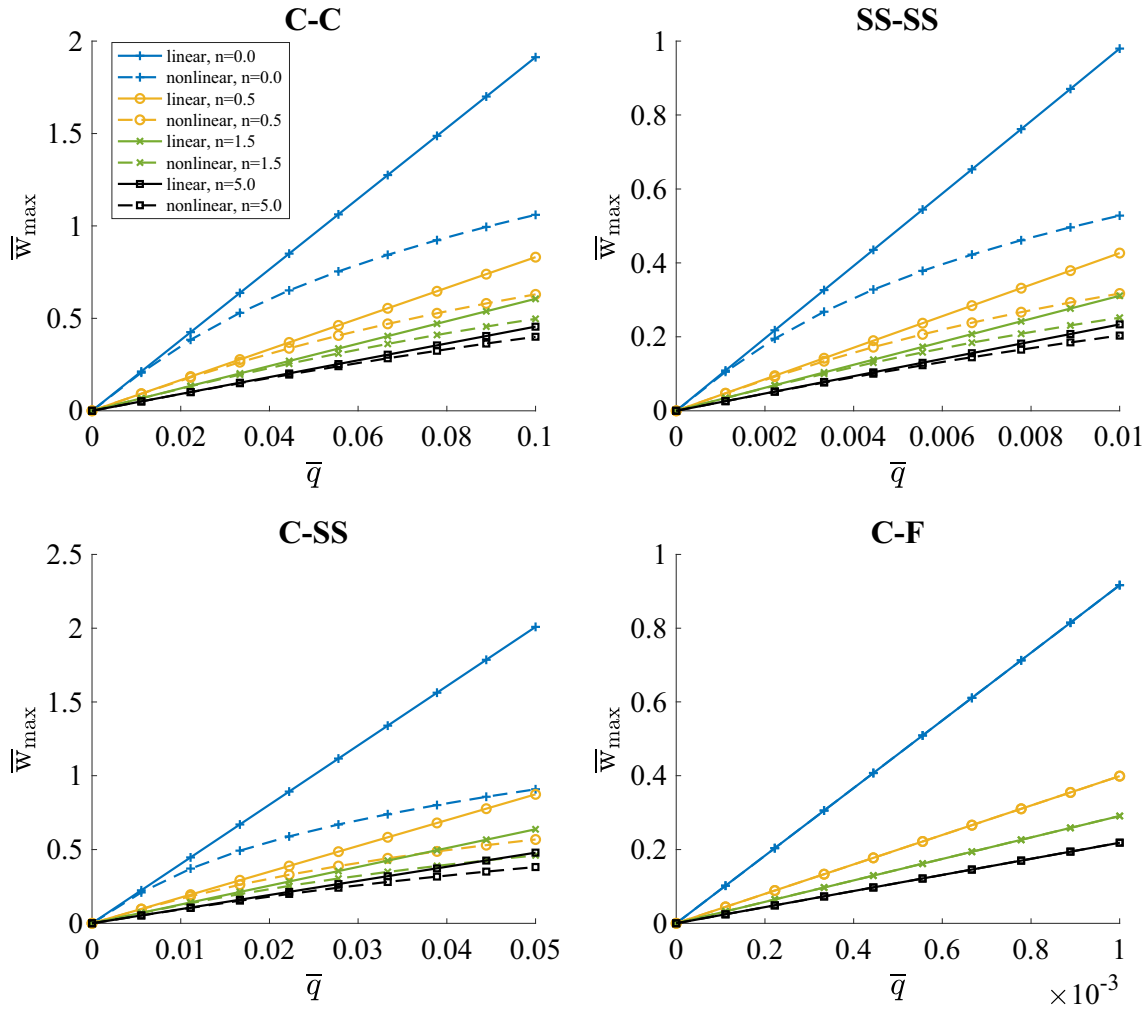 C-C
2
1.5
1
0.5
0
w̅max
linear, n=0.0
nonlinear, n=0.0
linear, n=0.5
nonlinear, n=0.5
linear, n=1.5
nonlinear, n=1.5
linear, n=5.0
nonlinear, n=5.0
0 0.02 0.04 0.06 0.08 0.1
q̅
SS-SS
1
0.8
0.6
0.4
0.2
0
w̅max
0 0.002 0.004 0.006 0.008 0.01
q̅
C-SS
2.5
2
1.5
1
0.5
0
w̅max
0 0.01 0.02 0.03 0.04 0.05
q̅
C-F
1
0.8
0.6
0.4
0.2
0
w̅max
0 0.2 0.4 0.6 0.8 1
q̅
×10⁻³